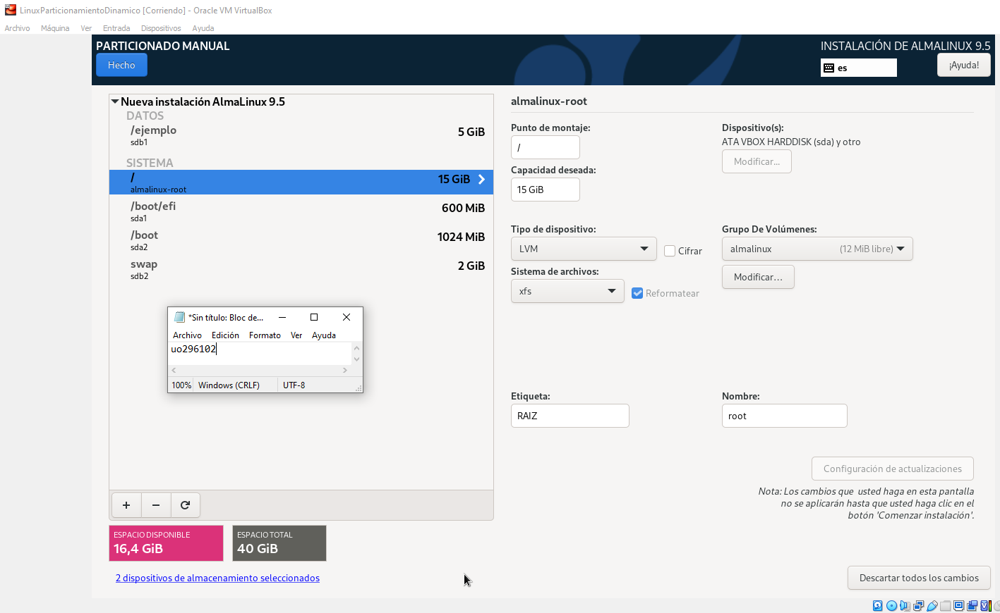 LinuxParticionamientoDinamico [Corriendo] - Oracle VM VirtualBox
Archivo Máquina Ver Entrada Dispositivos Ayuda
PARTICIONADO MANUAL
INSTALACIÓN DE ALMALINUX 9.5
Hecho
es
¡Ayuda!
Nueva instalación AlmaLinux 9.5
DATOS
/ejemplo
5 GiB
sdb1
SISTEMA
/
15 GiB
almalinux-root
/boot/efi
600 MiB
sda1
/boot
1024 MiB
sda2
swap
2 GiB
sdb2
*Sin título: Bloc de...
Archivo Edición Formato Ver Ayuda
uo296102
100% Windows (CRLF) UTF-8
ESPACIO DISPONIBLE
16,4 GiB
ESPACIO TOTAL
40 GiB
2 dispositivos de almacenamiento seleccionados
almalinux-root
Punto de montaje:
/
Capacidad deseada:
15 GiB
Dispositivo(s):
ATA VBOX HARDDISK (sda) y otro
Modificar...
Tipo de dispositivo:
LVM
Cifrar
Sistema de archivos:
xfs
Reformatear
Grupo De Volúmenes:
almalinux (12 MiB libre)
Modificar...
Etiqueta:
RAIZ
Nombre:
root
Configuración de actualizaciones
Nota: Los cambios que usted haga en esta pantalla
no se aplicarán hasta que usted haga clic en el
botón 'Comenzar instalación'.
Descartar todos los cambios